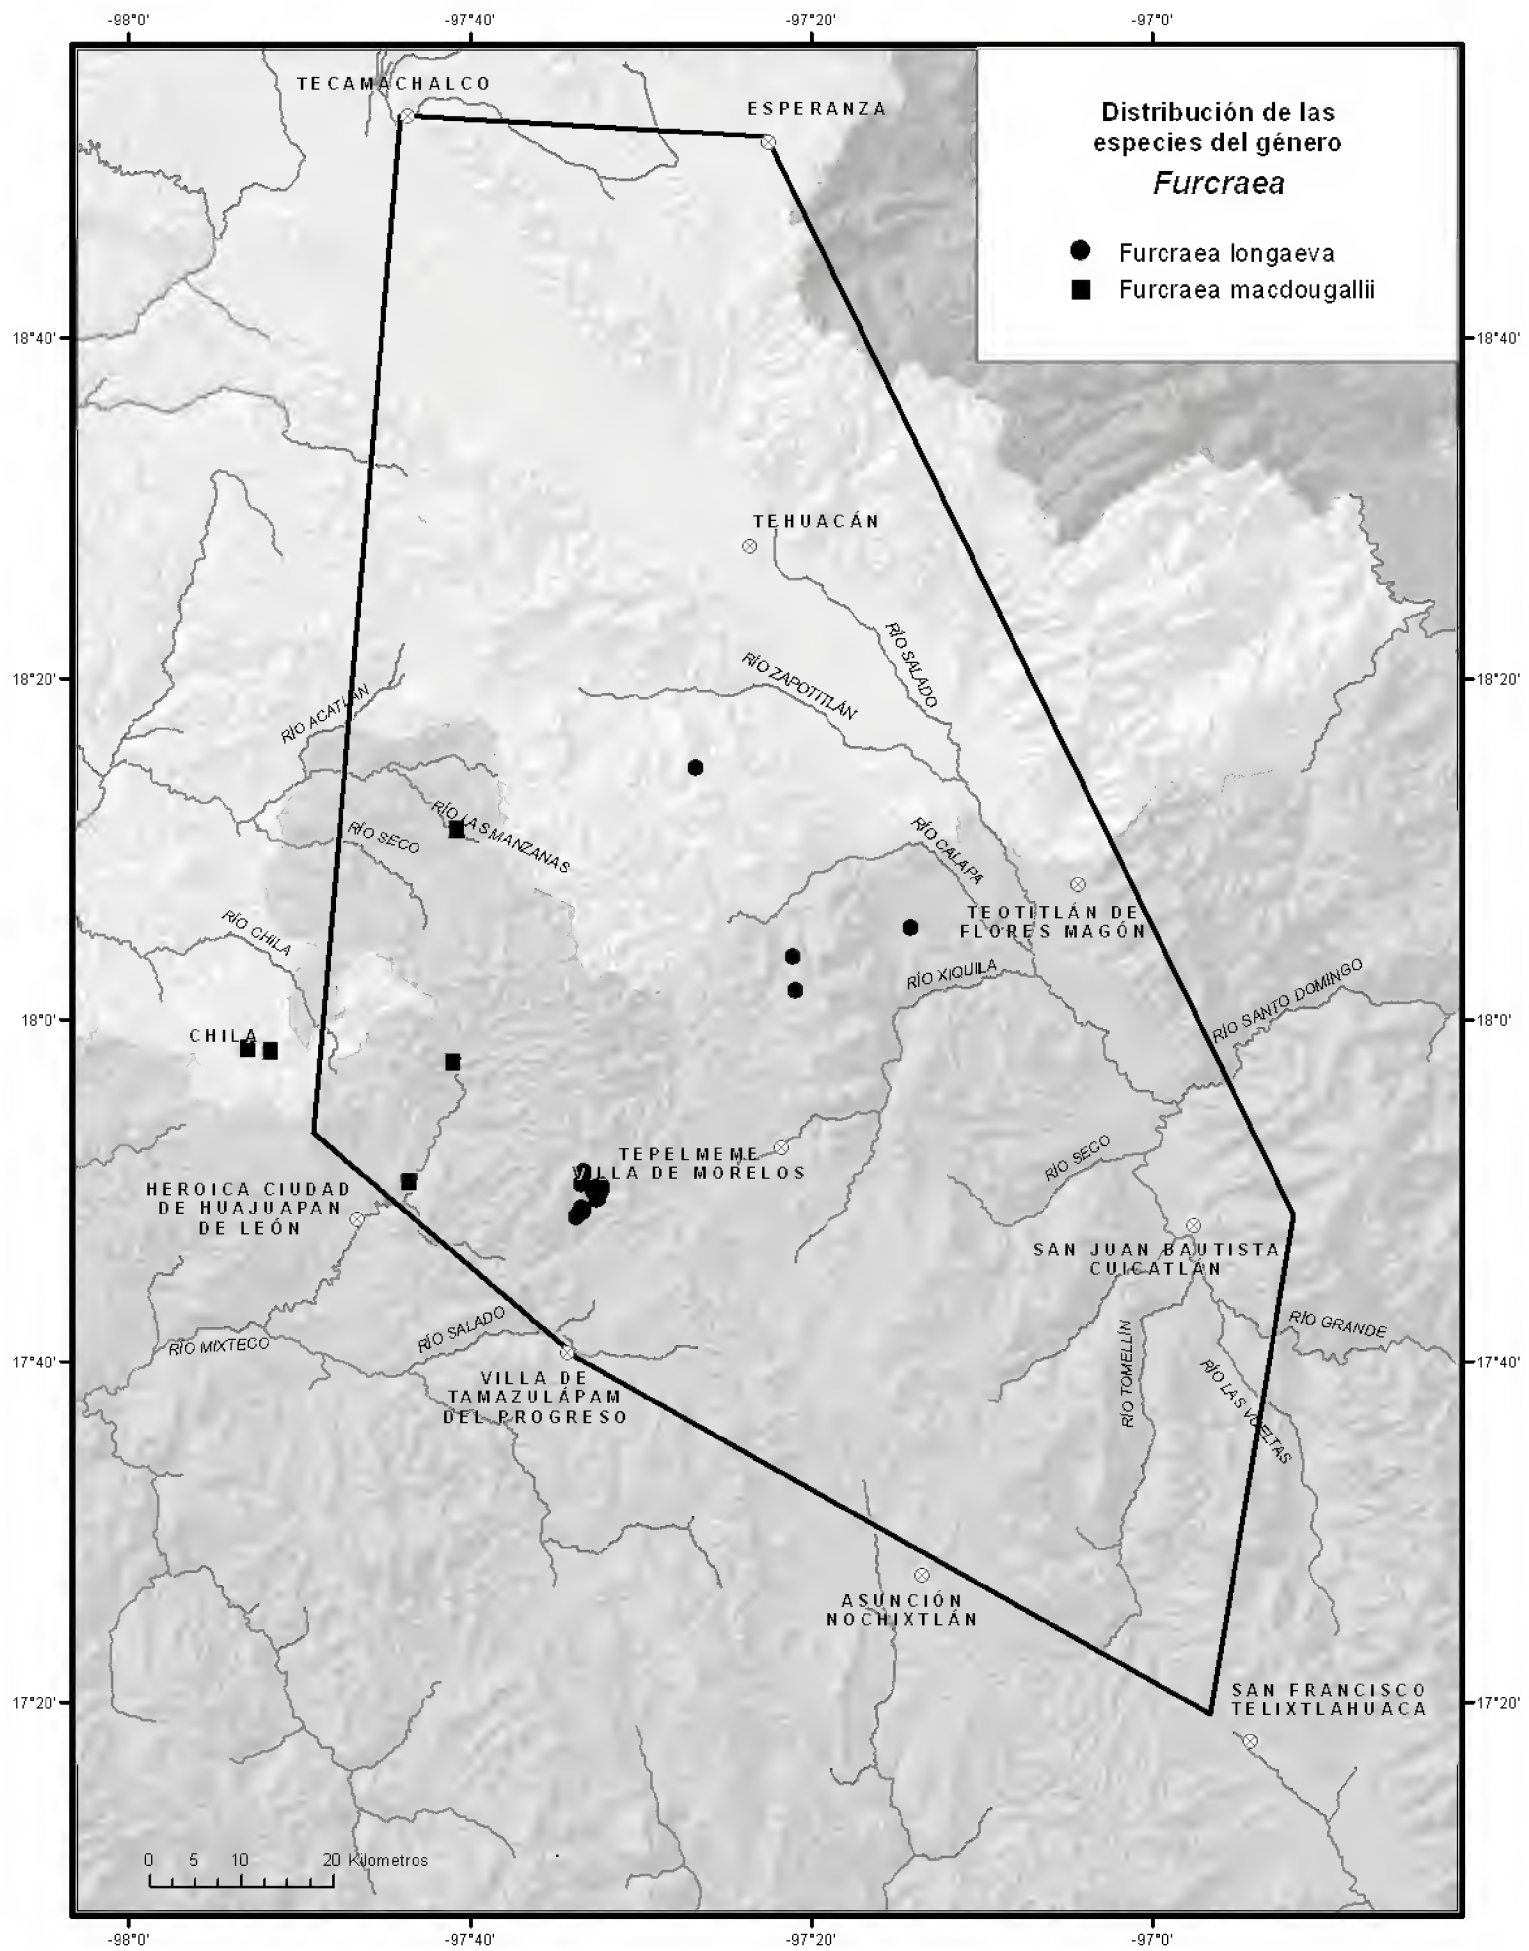 -98°0'
-97°40'
-97°20'
-97°0'
TECAMACHALCO
ESPERANZA
Distribución de las
especies del género
Furcraea
Furcraea longaeva
Furcraea macdougallii
18°40'
18°40'
TEHUACÁN
RÍO SALADO
RÍO ZAPOTITLÁN
18°20'
18°20'
RÍO ACATLÁN
RÍO LAS MANZANAS
RÍO SECO
RÍO CALAPA
TEOTITLÁN DE
FLORES MAGÓN
RÍO CHILA
RÍO XIQUILA
RÍO SANTO DOMINGO
18°0'
18°0'
CHILA
TEPELMEME
VILLA DE MORELOS
RÍO SECO
HEROICA CIUDAD
DE HUAJUAPAN
DE LEÓN
SAN JUAN BAUTISTA
CUICATLÁN
RÍO GRANDE
RÍO SALADO
RÍO MIXTECO
RÍO TOMELLÍN
RÍO LAS VUELTAS
17°40'
17°40'
VILLA DE
TAMAZULÁPAM
DEL PROGRESO
ASUNCIÓN
NOCHIXTLÁN
SAN FRANCISCO
TELIXTLAHUACA
17°20'
17°20'
0 5 10 20 Kilometros
-98°0'
-97°40'
-97°20'
-97°0'